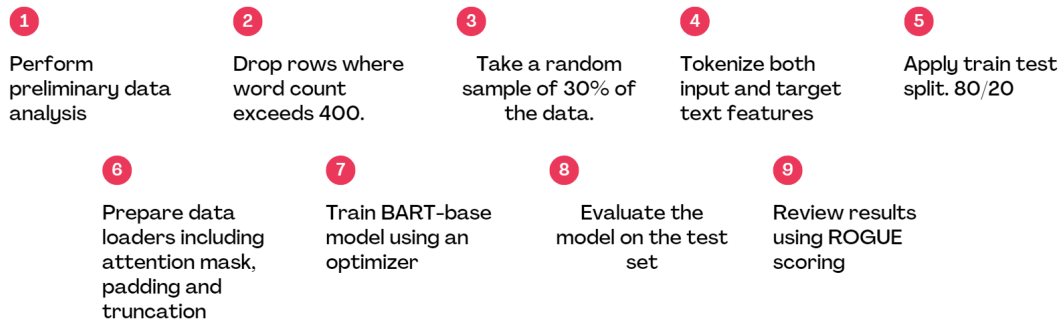 1
Perform
preliminary data
analysis
2
Drop rows where
word count
exceeds 400.
3
Take a random
sample of 30% of
the data.
4
Tokenize both
input and target
text features
5
Apply train test
split. 80/20
6
Prepare data
loaders including
attention mask,
padding and
truncation
7
Train BART-base
model using an
optimizer
8
Evaluate the
model on the test
set
9
Review results
using ROGUE
scoring